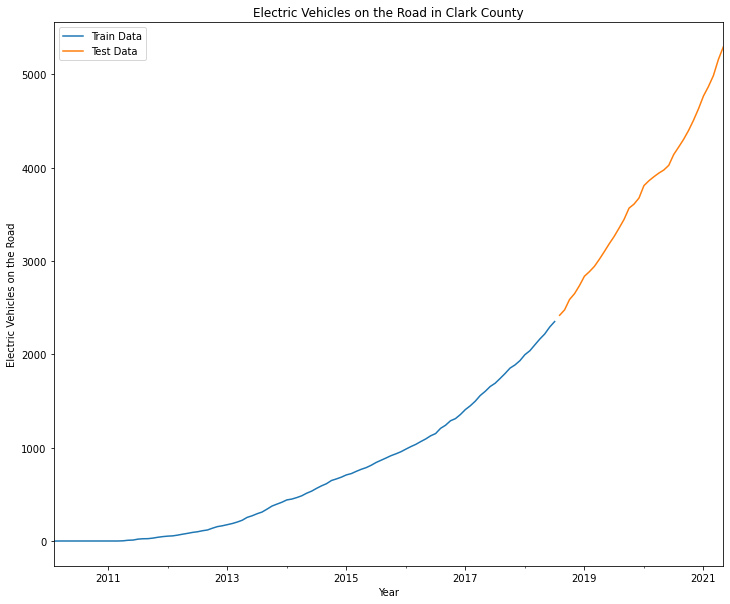 Electric Vehicles on the Road in Clark County
Train Data
Test Data
Electric Vehicles on the Road
5000
4000
3000
2000
1000
0
2011
2013
2015
2017
2019
2021
Year